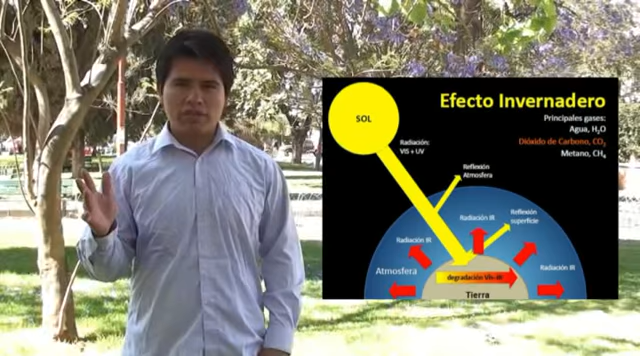 Efecto Invernadero
Principales gases:
Agua, H₂O
Dióxido de Carbono, CO₂
Metano, CH₄
SOL
Radiación:
VIS + UV
Reflexión
Atmosfera
Reflexión
superficie
Radiación IR
Radiación IR
Radiación IR
Atmosfera
degradación Vis-IR
Tierra